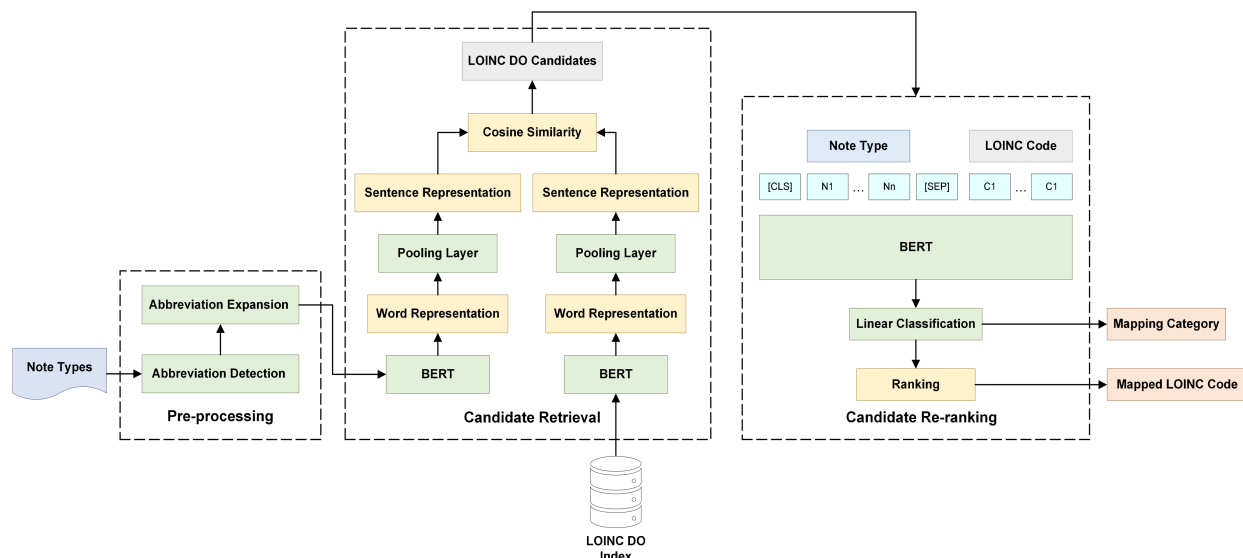 Note Types
Abbreviation Expansion
Abbreviation Detection
Pre-processing
LOINC DO Candidates
Cosine Similarity
Sentence Representation
Sentence Representation
Pooling Layer
Pooling Layer
Word Representation
Word Representation
BERT
BERT
Candidate Retrieval
LOINC DO
Index
Note Type
LOINC Code
[CLS] N1 ... Nn [SEP] C1 ... C1
BERT
Linear Classification
Mapping Category
Ranking
Mapped LOINC Code
Candidate Re-ranking